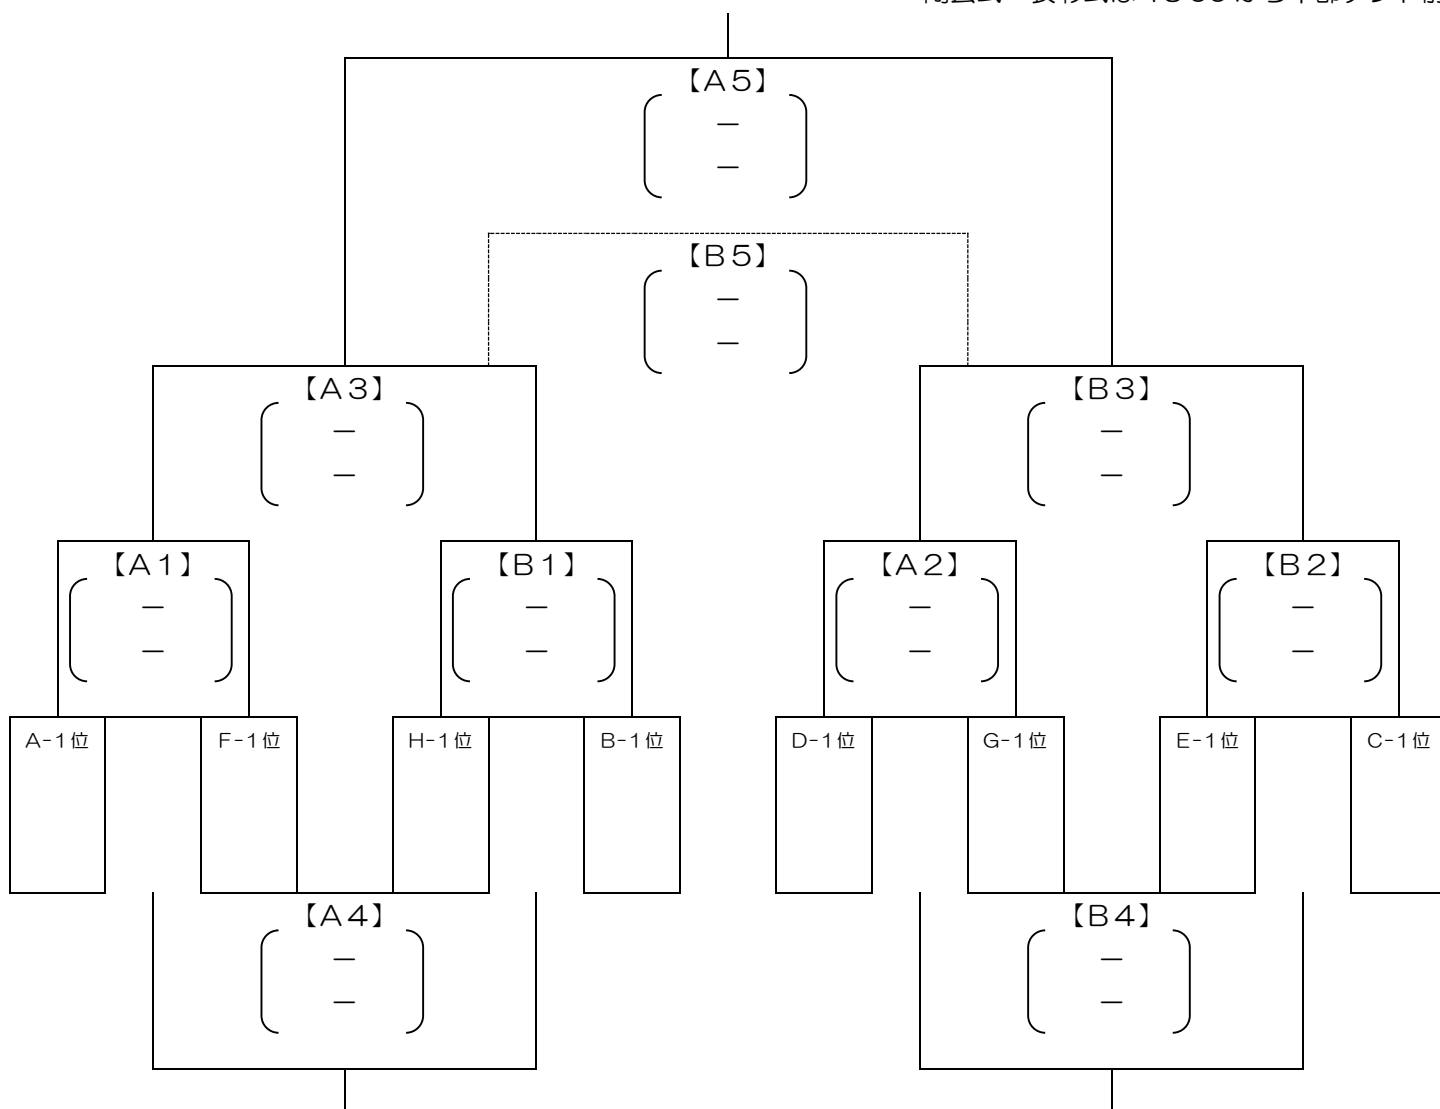 【A5】
－
－
【B5】
－
－
【A3】 【B3】
－ －
－ －
【A1】 【B1】 【A2】 【B2】
－ － － －
－ － － －
A-1位 F-1位 H-1位 B-1位 D-1位 G-1位 E-1位 C-1位
【A4】 【B4】
－ －
－ －